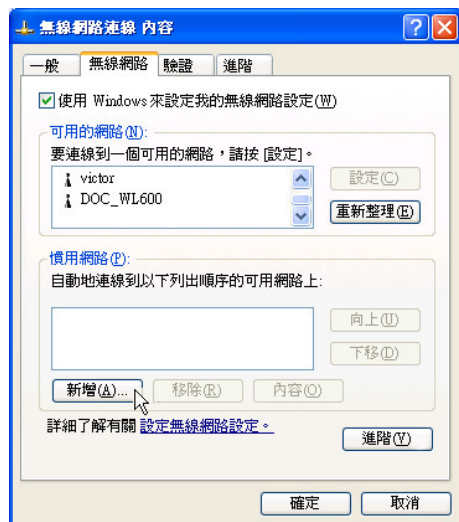 無線網路連線 內容
一般 無線網路 驗證 進階
使用 Windows 來設定我的無線網路設定(W)
可用的網路(N):
要連線到一個可用的網路，請按 [設定]。
victor
DOC_WL600
設定(C)
重新整理(E)
慣用網路(P):
自動地連線到以下列出順序的可用網路上:
向上(U)
下移(D)
新增(A)... 移除(R) 內容(O)
詳細了解有關 設定無線網路設定。
進階(V)
確定 取消